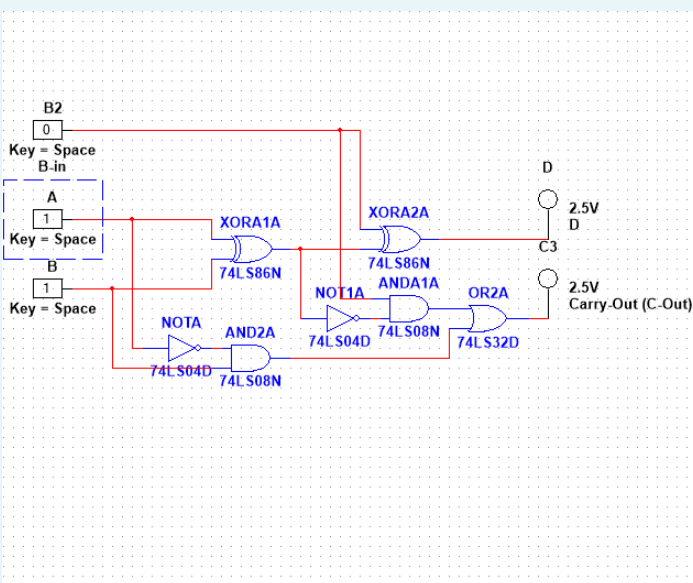 B2
0
Key = Space
B-in
A
1
Key = Space
B
1
Key = Space
XORA1A
74LS86N
XORA2A
74LS86N
NOTA
74LS04D
AND2A
74LS08N
NOT1A
74LS04D
ANDA1A
74LS08N
OR2A
74LS32D
D
2.5V
D
C3
2.5V
Carry-Out (C-Out)